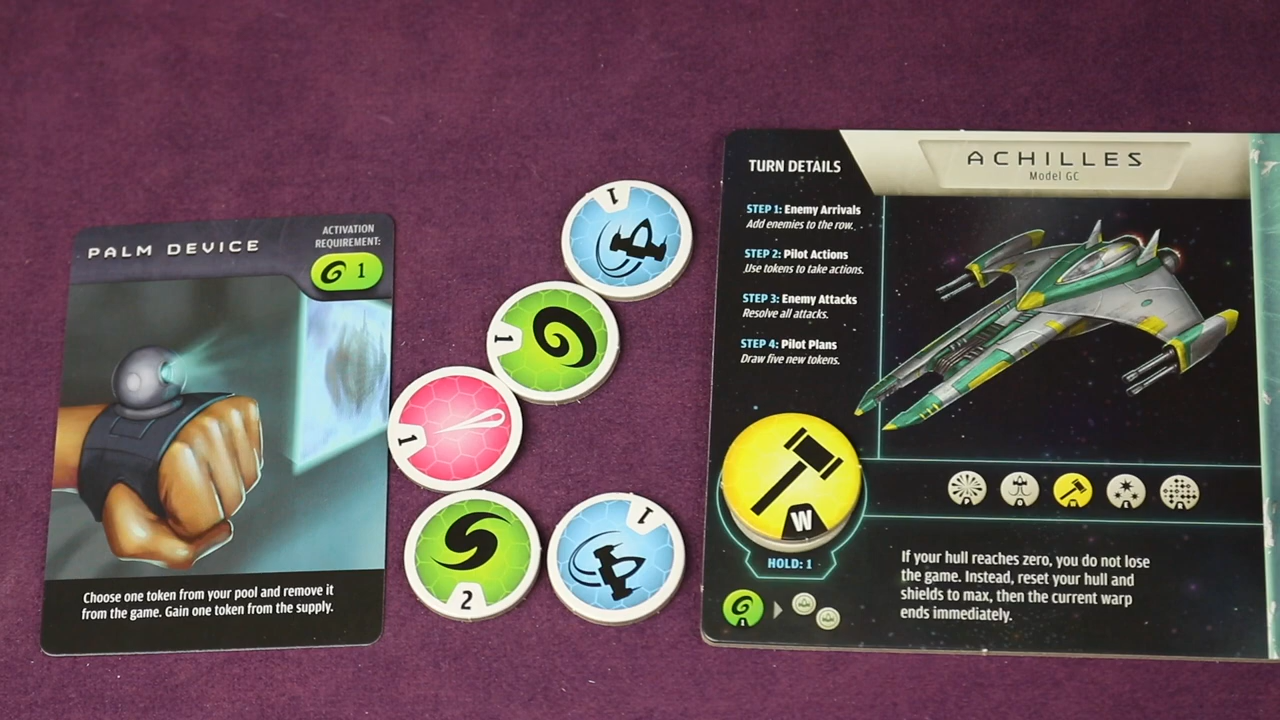 PALM DEVICE
ACTIVATION
REQUIREMENT:
1
Choose one token from your pool and remove it
from the game. Gain one token from the supply.
1
1
1
2
1
TURN DETAILS
STEP 1: Enemy Arrivals
Add enemies to the row.
STEP 2: Pilot Actions
Use tokens to take actions.
STEP 3: Enemy Attacks
Resolve all attacks.
STEP 4: Pilot Plans
Draw five new tokens.
W
HOLD: 1
1
ACHILLES
Model GC
If your hull reaches zero, you do not lose
the game. Instead, reset your hull and
shields to max, then the current warp
ends immediately.